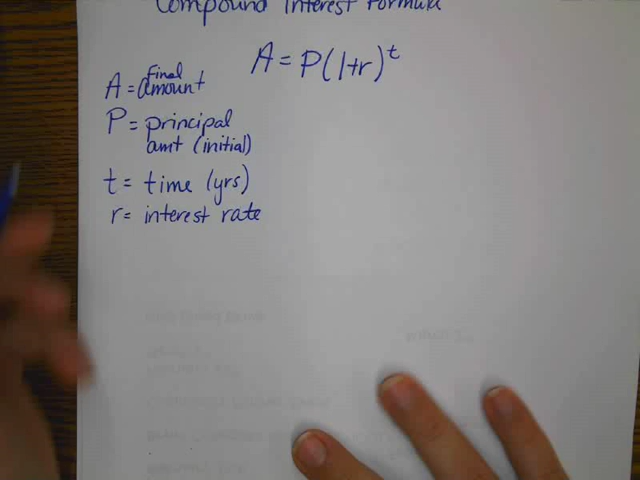 Compound Interest Formula
A = P(1+r)^t
A = final amount
P = principal
amt (initial)
t = time (yrs)
r = interest rate